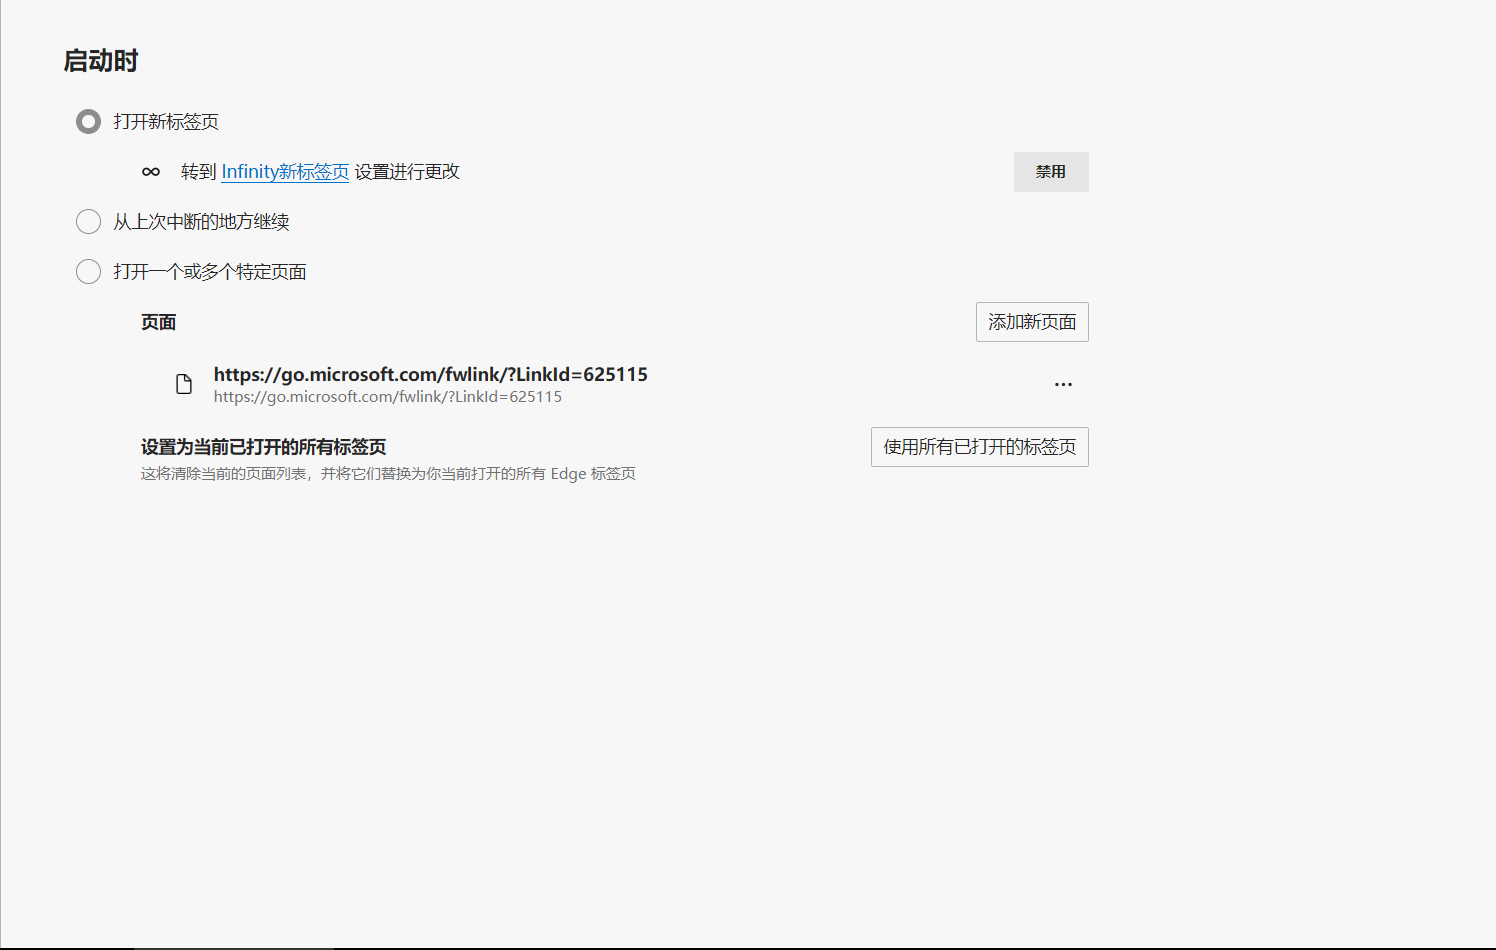 启动时
打开新标签页
转到 Infinity新标签页 设置进行更改
禁用
从上次中断的地方继续
打开一个或多个特定页面
页面
添加新页面
https://go.microsoft.com/fwlink/?LinkId=625115
https://go.microsoft.com/fwlink/?LinkId=625115
设置为当前已打开的所有标签页
使用所有已打开的标签页
这将清除当前的页面列表，并将它们替换为你当前打开的所有 Edge 标签页